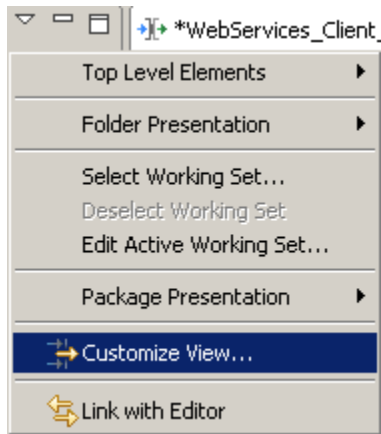 *WebServices_Client_
Top Level Elements
Folder Presentation
Select Working Set...
Deselect Working Set
Edit Active Working Set...
Package Presentation
Customize View...
Link with Editor